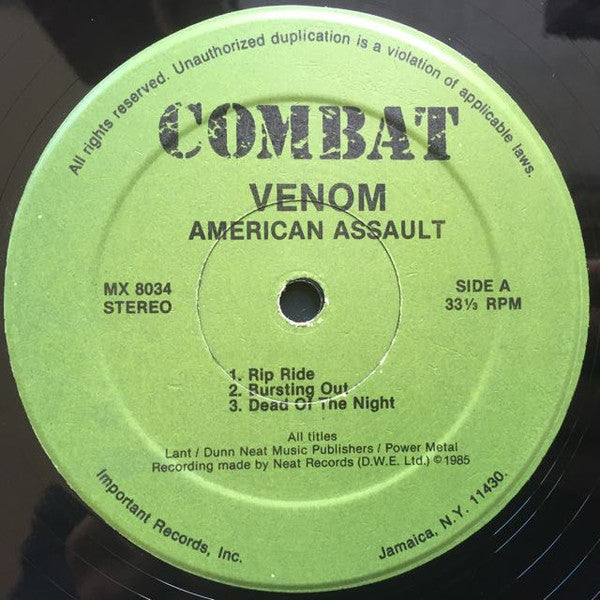 All rights reserved. Unauthorized duplication is a violation of applicable laws.
COMBAT
VENOM
AMERICAN ASSAULT
MX 8034
STEREO
SIDE A
33⅓ RPM
1. Rip Ride
2. Bursting Out
3. Dead Of The Night
All titles
Lant / Dunn Neat Music Publishers / Power Metal
Recording made by Neat Records (D.W.E. Ltd.) © 1985
Important Records, Inc.
Jamaica, N.Y. 11430.